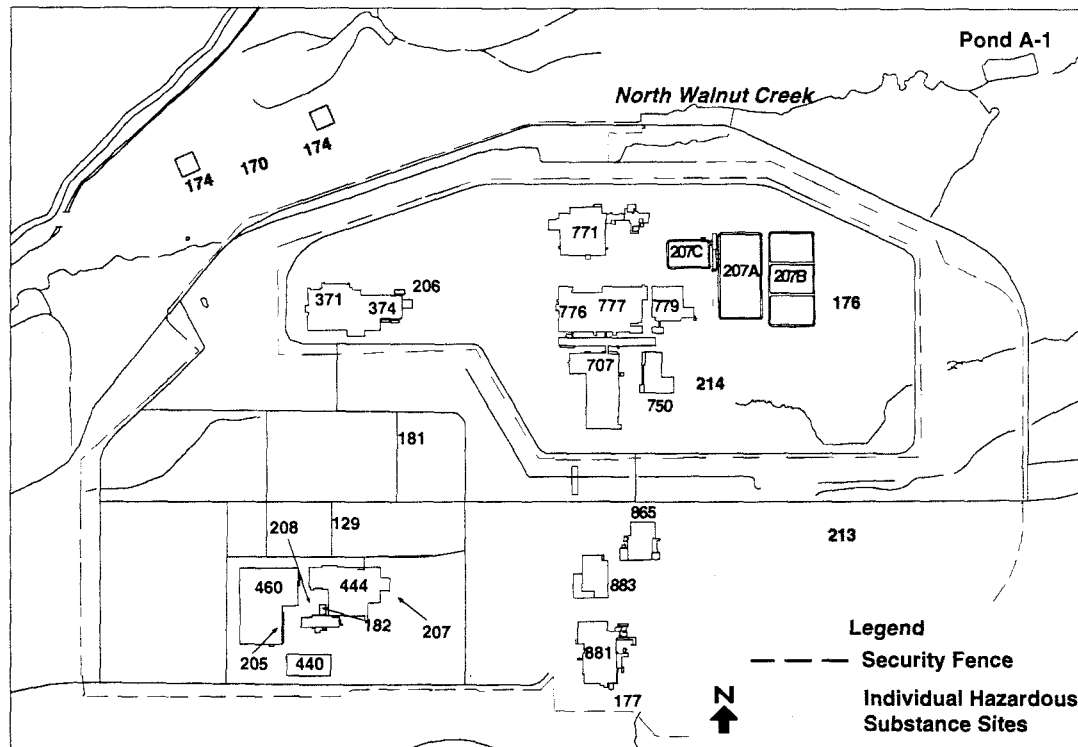 Pond A-1
North Walnut Creek
174
170
174
771
207C
207A
207B
206
371
374
776
777
779
176
707
214
750
181
865
208
129
213
460
444
883
182
207
205
440
881
177
Legend
Security Fence
N
Individual Hazardous
Substance Sites